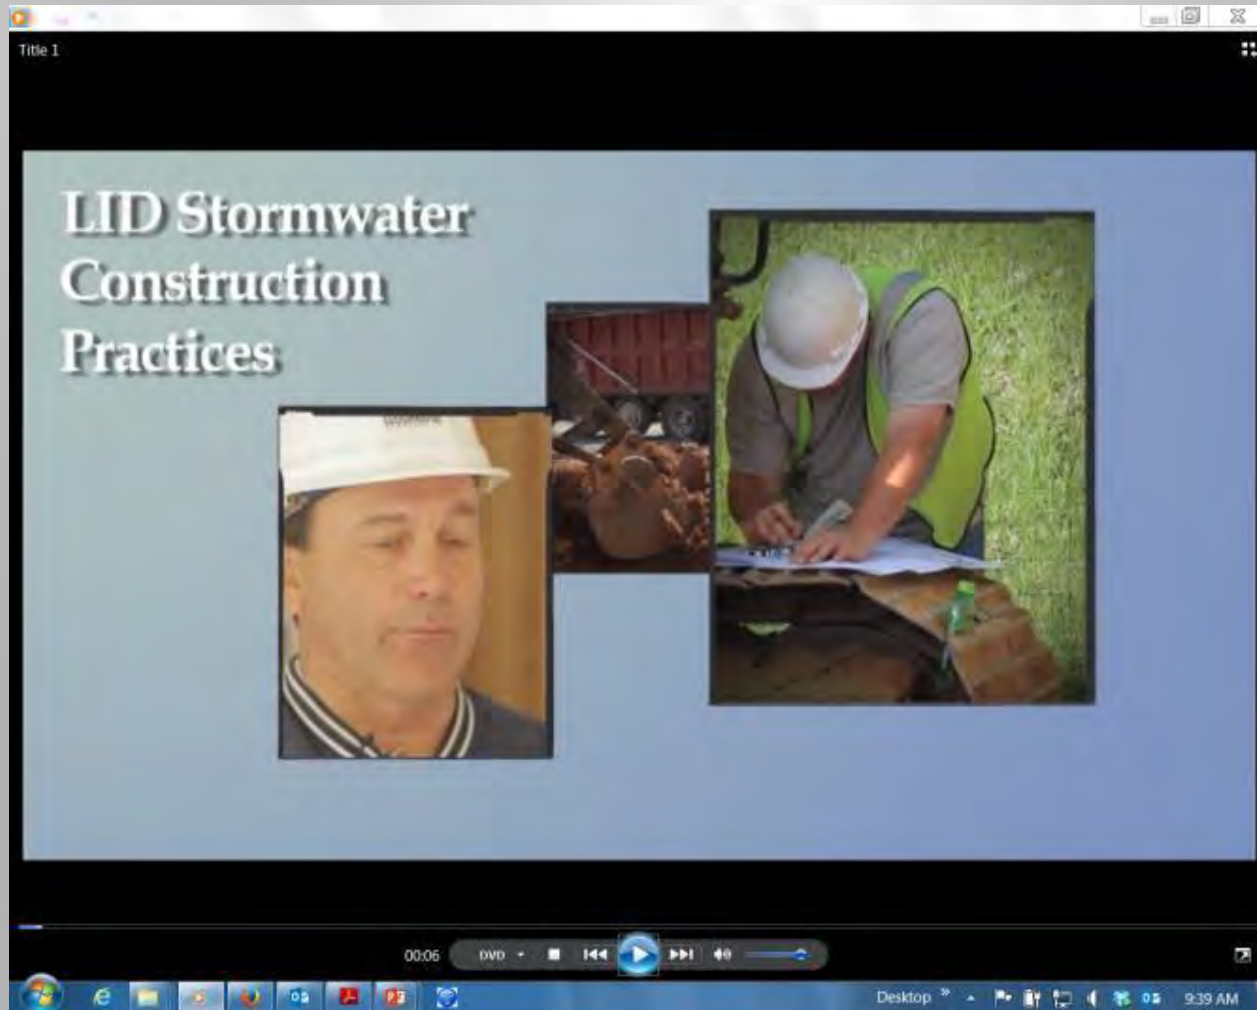 Title 1
LID Stormwater
Construction
Practices
00:06
DVD
Desktop
9:39 AM